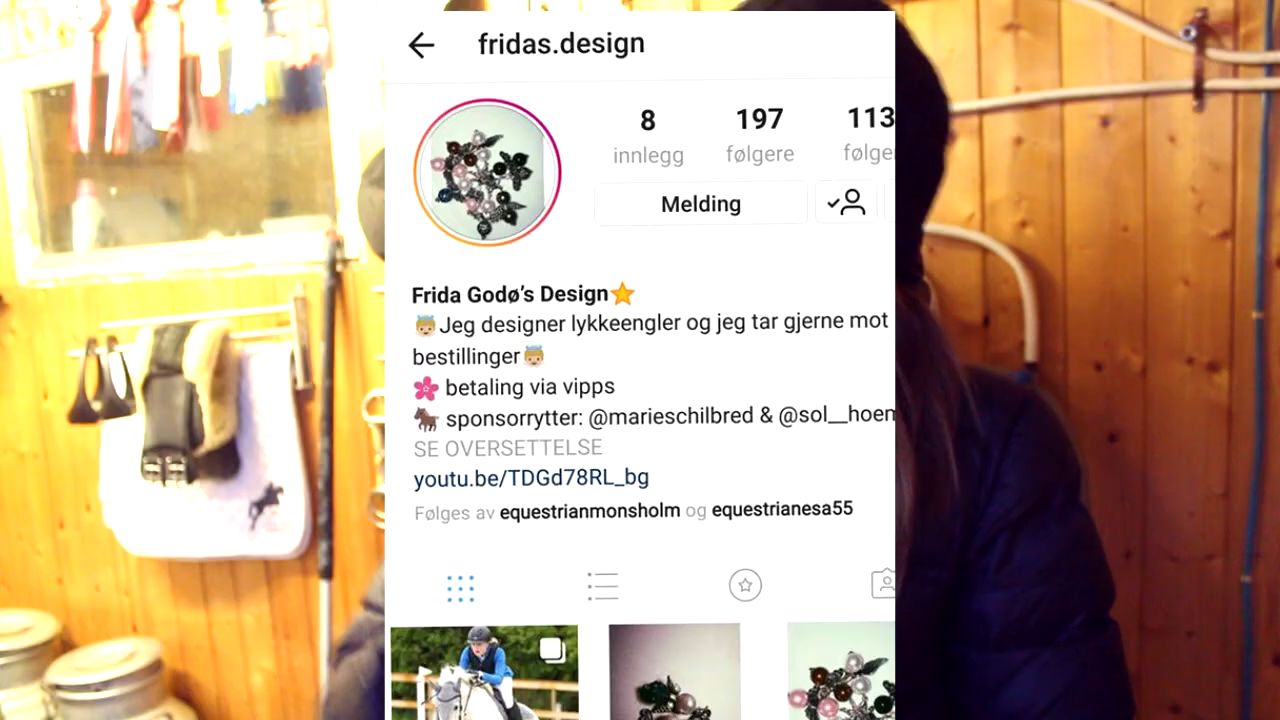 fridas.design
8 197 113
innlegg følgere følge
Melding
Frida Godø’s Design⭐
👼Jeg designer lykkeengler og jeg tar gjerne mot
bestillinger👼
🌸 betaling via vipps
🐎 sponsorrytter: @marieschilbred & @sol__hoem
SE OVERSETTELSE
youtu.be/TDGd78RL_bg
Følges av equestrianmonsholm og equestrianesa55